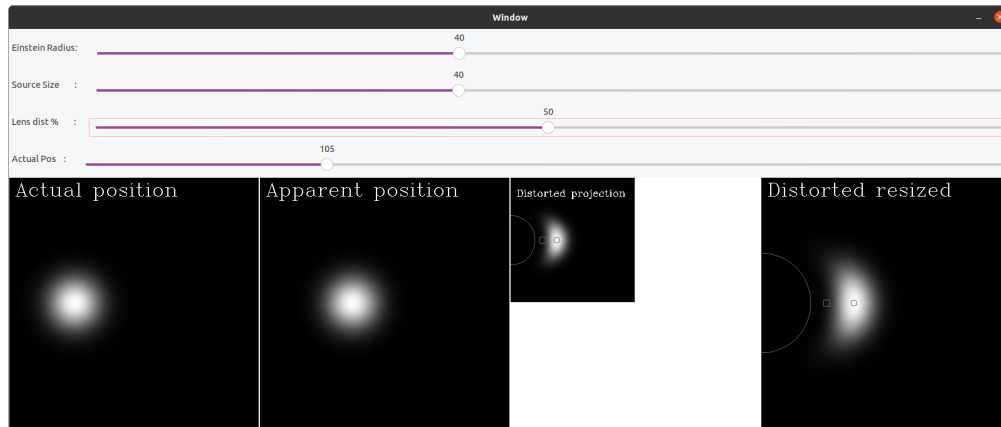 Window
40
Einstein Radius:
40
Source Size :
50
Lens dist % :
105
Actual Pos :
Actual position
Apparent position
Distorted projection
Distorted resized